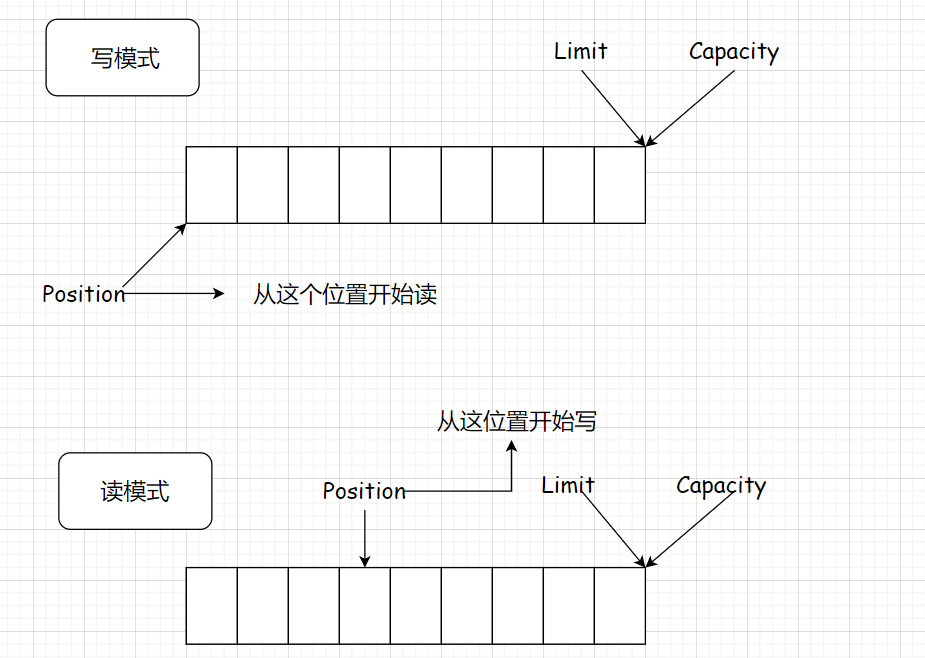 写模式
Limit
Capacity
Position
从这个位置开始读
从这位置开始写
读模式
Position
Limit
Capacity